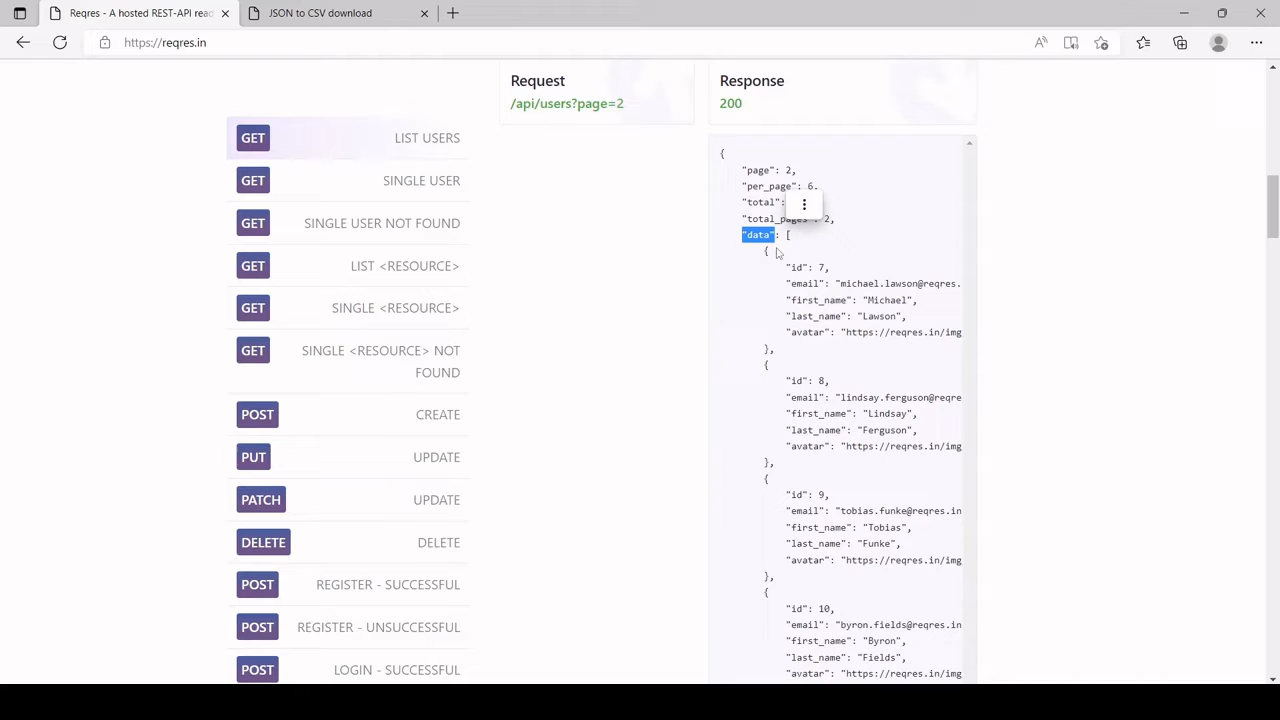 Reqres - A hosted REST-API read
JSON to CSV download
https://reqres.in
Request
/api/users?page=2
Response
200
GET LIST USERS
GET SINGLE USER
GET SINGLE USER NOT FOUND
GET LIST <RESOURCE>
GET SINGLE <RESOURCE>
GET SINGLE <RESOURCE> NOT
FOUND
POST CREATE
PUT UPDATE
PATCH UPDATE
DELETE DELETE
POST REGISTER - SUCCESSFUL
POST REGISTER - UNSUCCESSFUL
POST LOGIN - SUCCESSFUL
{
"page": 2,
"per_page": 6,
"total":
"total_pages": 2,
"data": [
{
"id": 7,
"email": "michael.lawson@reqres.
"first_name": "Michael",
"last_name": "Lawson",
"avatar": "https://reqres.in/img
},
{
"id": 8,
"email": "lindsay.ferguson@reqre
"first_name": "Lindsay",
"last_name": "Ferguson",
"avatar": "https://reqres.in/img
},
{
"id": 9,
"email": "tobias.funke@reqres.in
"first_name": "Tobias",
"last_name": "Funke",
"avatar": "https://reqres.in/img
},
{
"id": 10,
"email": "byron.fields@reqres.in
"first_name": "Byron",
"last_name": "Fields",
"avatar": "https://reqres.in/img